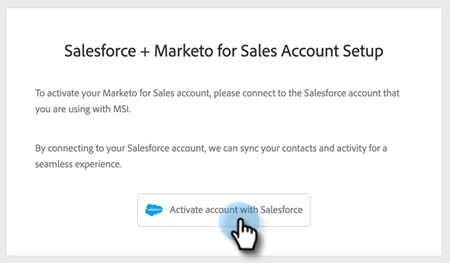 Salesforce + Marketo for Sales Account Setup
To activate your Marketo for Sales account, please connect to the Salesforce account that
you are using with MSI.
By connecting to your Salesforce account, we can sync your contacts and activity for a
seamless experience.
Activate account with Salesforce